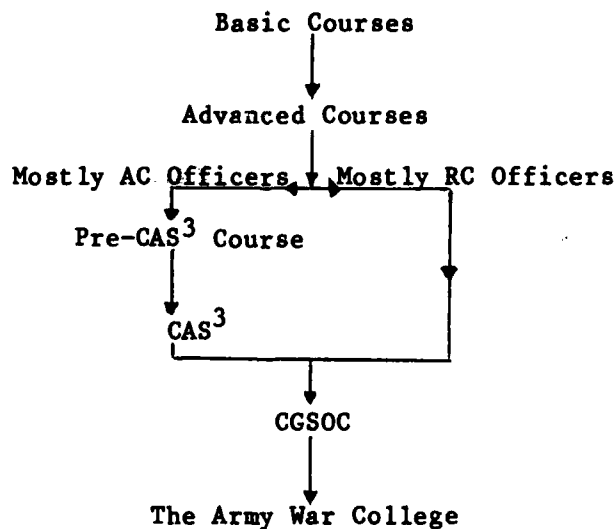 Basic Courses
Advanced Courses
Mostly AC Officers Mostly RC Officers
Pre-CAS³ Course
CAS³
CGSOC
The Army War College